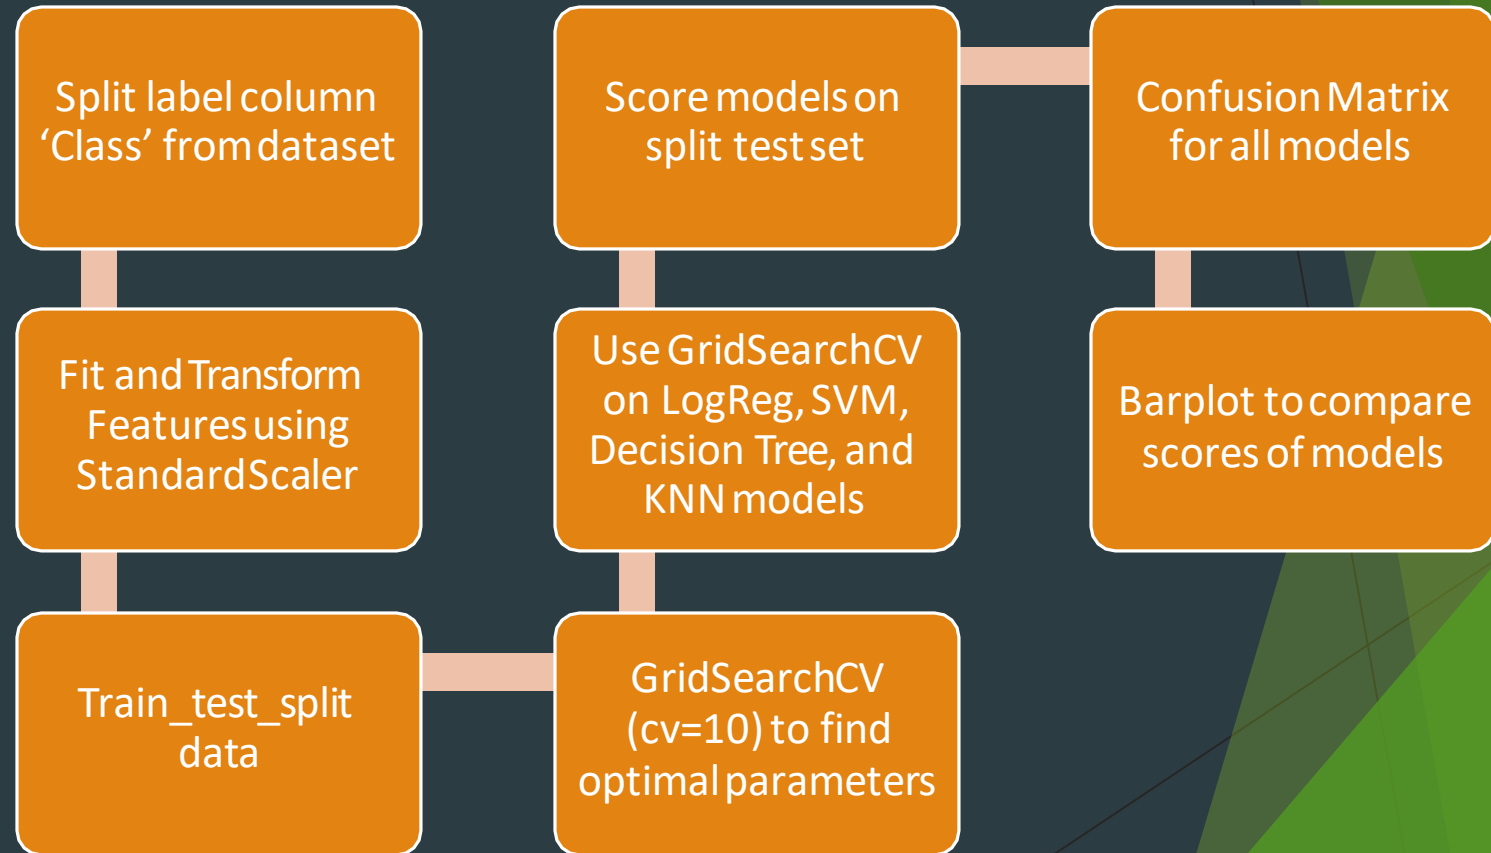 Split label column
‘Class’ from dataset
Fit and Transform
Features using
StandardScaler
Train_test_split
data
GridSearchCV
(cv=10) to find
optimal parameters
Use GridSearchCV
on LogReg, SVM,
Decision Tree, and
KNN models
Score models on
split test set
Confusion Matrix
for all models
Barplot to compare
scores of models